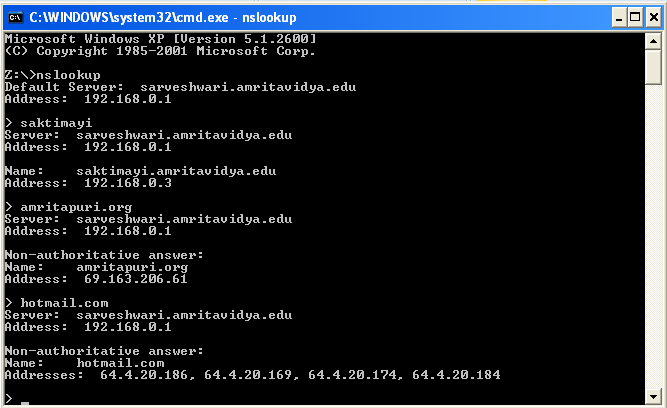 C:\WINDOWS\system32\cmd.exe - nslookup
Microsoft Windows XP [Version 5.1.2600]
(C) Copyright 1985-2001 Microsoft Corp.
Z:\>nslookup
Default Server:  sarveshwari.amritavidya.edu
Address:  192.168.0.1
> saktimayi
Server:  sarveshwari.amritavidya.edu
Address:  192.168.0.1
Name:    saktimayi.amritavidya.edu
Address:  192.168.0.3
> amritapuri.org
Server:  sarveshwari.amritavidya.edu
Address:  192.168.0.1
Non-authoritative answer:
Name:    amritapuri.org
Address:  69.163.206.61
> hotmail.com
Server:  sarveshwari.amritavidya.edu
Address:  192.168.0.1
Non-authoritative answer:
Name:    hotmail.com
Addresses:  64.4.20.186, 64.4.20.169, 64.4.20.174, 64.4.20.184
> _